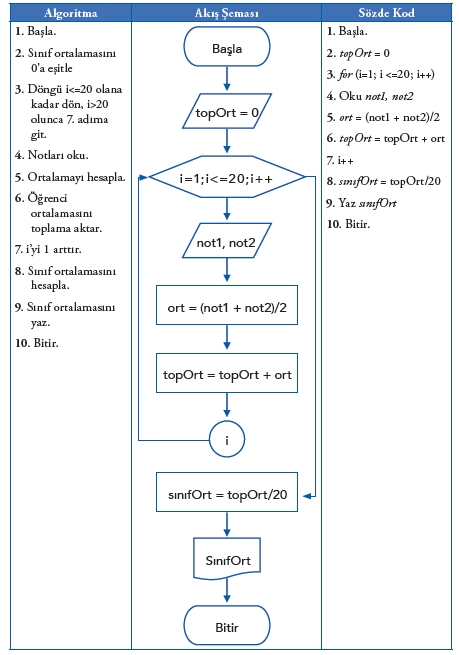 Algoritma
1. Başla.
2. Sınıf ortalamasını
0'a eşitle
3. Döngü i<=20 olana
kadar dön, i>20
olunca 7. adıma
git.
4. Notları oku.
5. Ortalamayı hesapla.
6. Öğrenci
ortalamasını
toplama aktar.
7. i'yi 1 arttır.
8. Sınıf ortalamasını
hesapla.
9. Sınıf ortalamasını
yaz.
10. Bitir.
Akış Şeması
Başla
topOrt = 0
i=1;i<=20;i++
not1, not2
ort = (not1 + not2)/2
topOrt = topOrt + ort
i
sınıfOrt = topOrt/20
SınıfOrt
Bitir
Sözde Kod
1. Başla.
2. topOrt = 0
3. for (i=1; i <=20; i++)
4. Oku not1, not2
5. ort = (not1 + not2)/2
6. topOrt = topOrt + ort
7. i++
8. sınıfOrt = topOrt/20
9. Yaz sınıfOrt
10. Bitir.